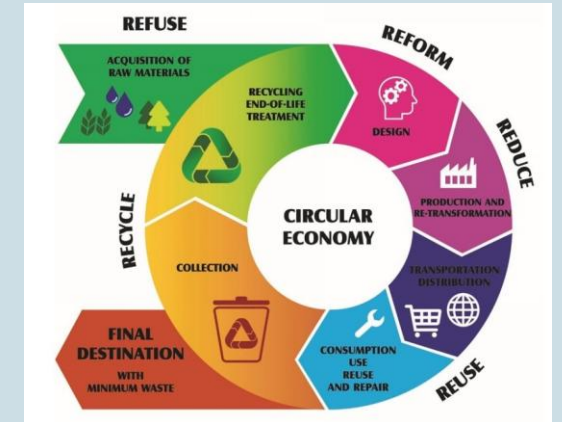 REFUSE
ACQUISITION OF
RAW MATERIALS
RECYCLING
END-OF-LIFE
TREATMENT
REFORM
DESIGN
REDUCE
PRODUCTION AND
RE-TRANSFORMATION
CIRCULAR
ECONOMY
TRANSPORTATION
DISTRIBUTION
REUSE
CONSUMPTION
USE
REUSE
AND REPAIR
RECYCLE
COLLECTION
FINAL
DESTINATION
WITH
MINIMUM WASTE